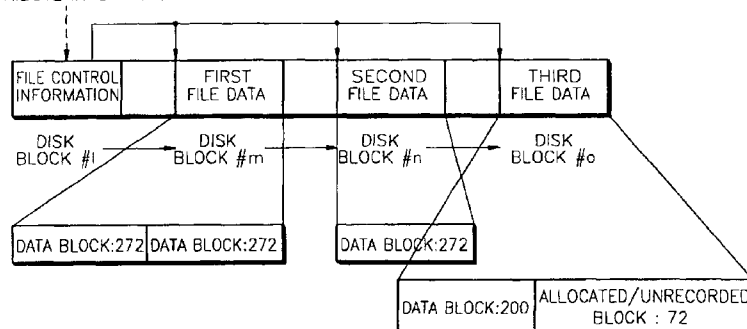 FILE CONTROL
INFORMATION
FIRST
FILE DATA
SECOND
FILE DATA
THIRD
FILE DATA
DISK
BLOCK #l
DISK
BLOCK #m
DISK
BLOCK #n
DISK
BLOCK #o
DATA BLOCK:272
DATA BLOCK:272
DATA BLOCK:272
DATA BLOCK:200
ALLOCATED/UNRECORDED
BLOCK : 72